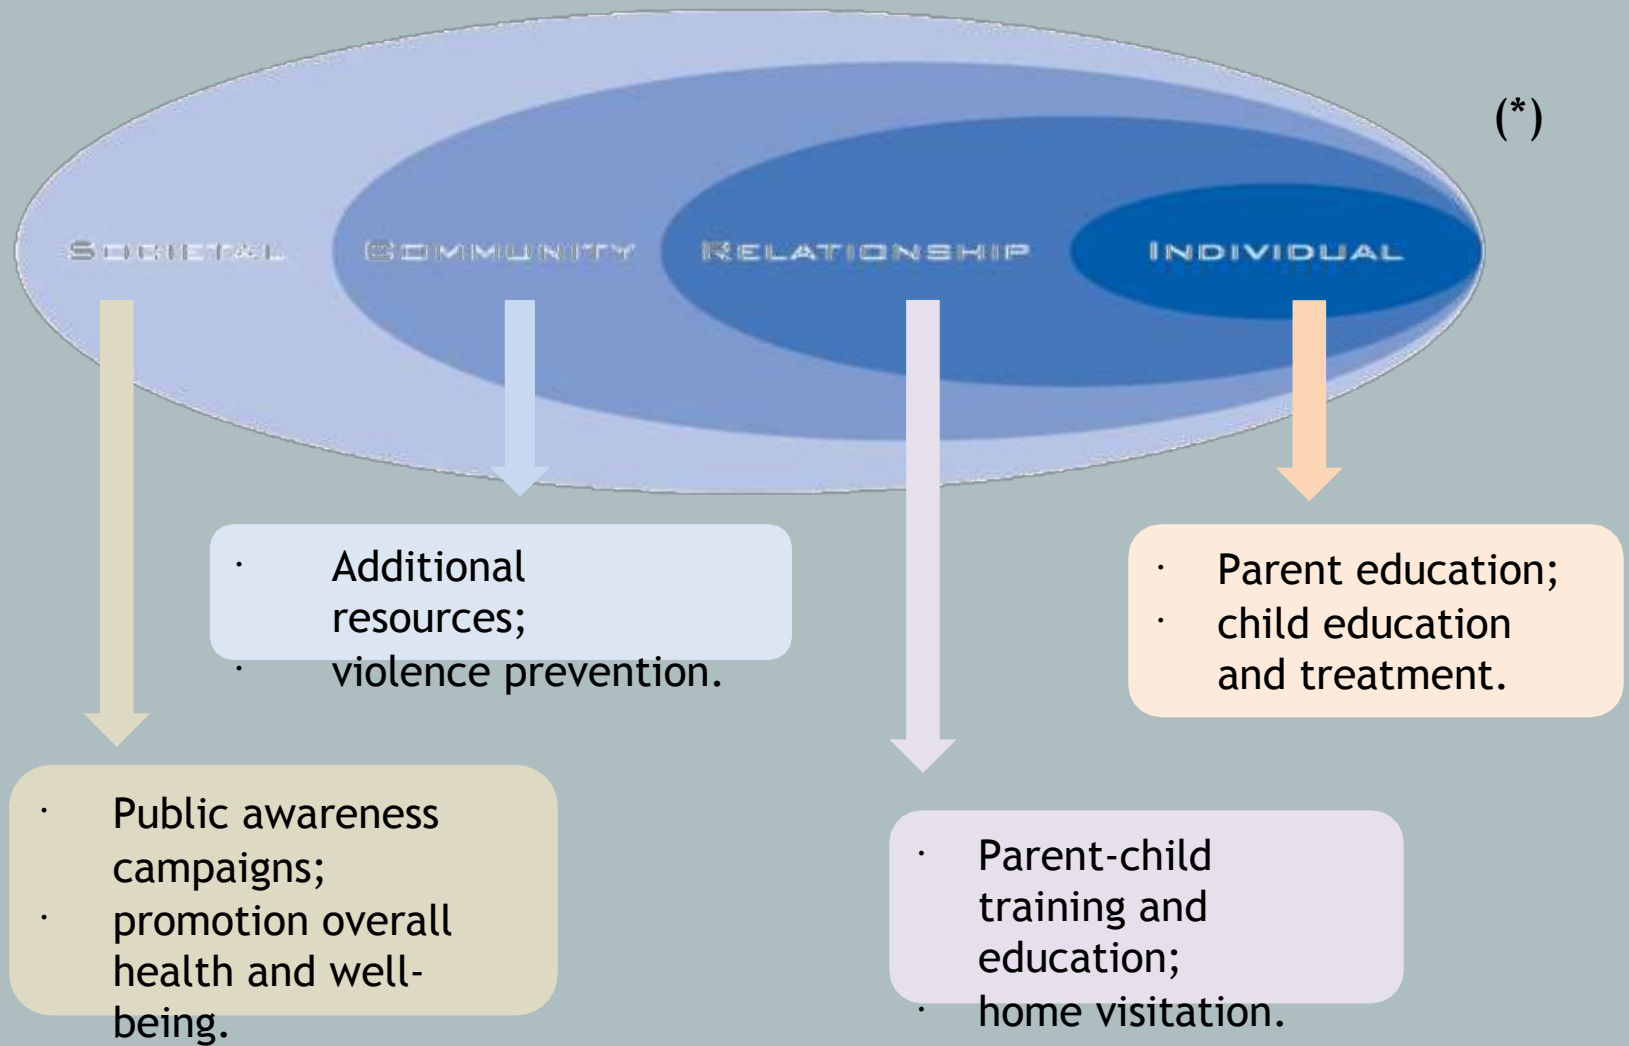 (*)
SOCIETAL
COMMUNITY
RELATIONSHIP
INDIVIDUAL
· Additional
resources;
· violence prevention.
· Parent education;
· child education
and treatment.
· Public awareness
campaigns;
· promotion overall
health and well-
being.
· Parent-child
training and
education;
· home visitation.